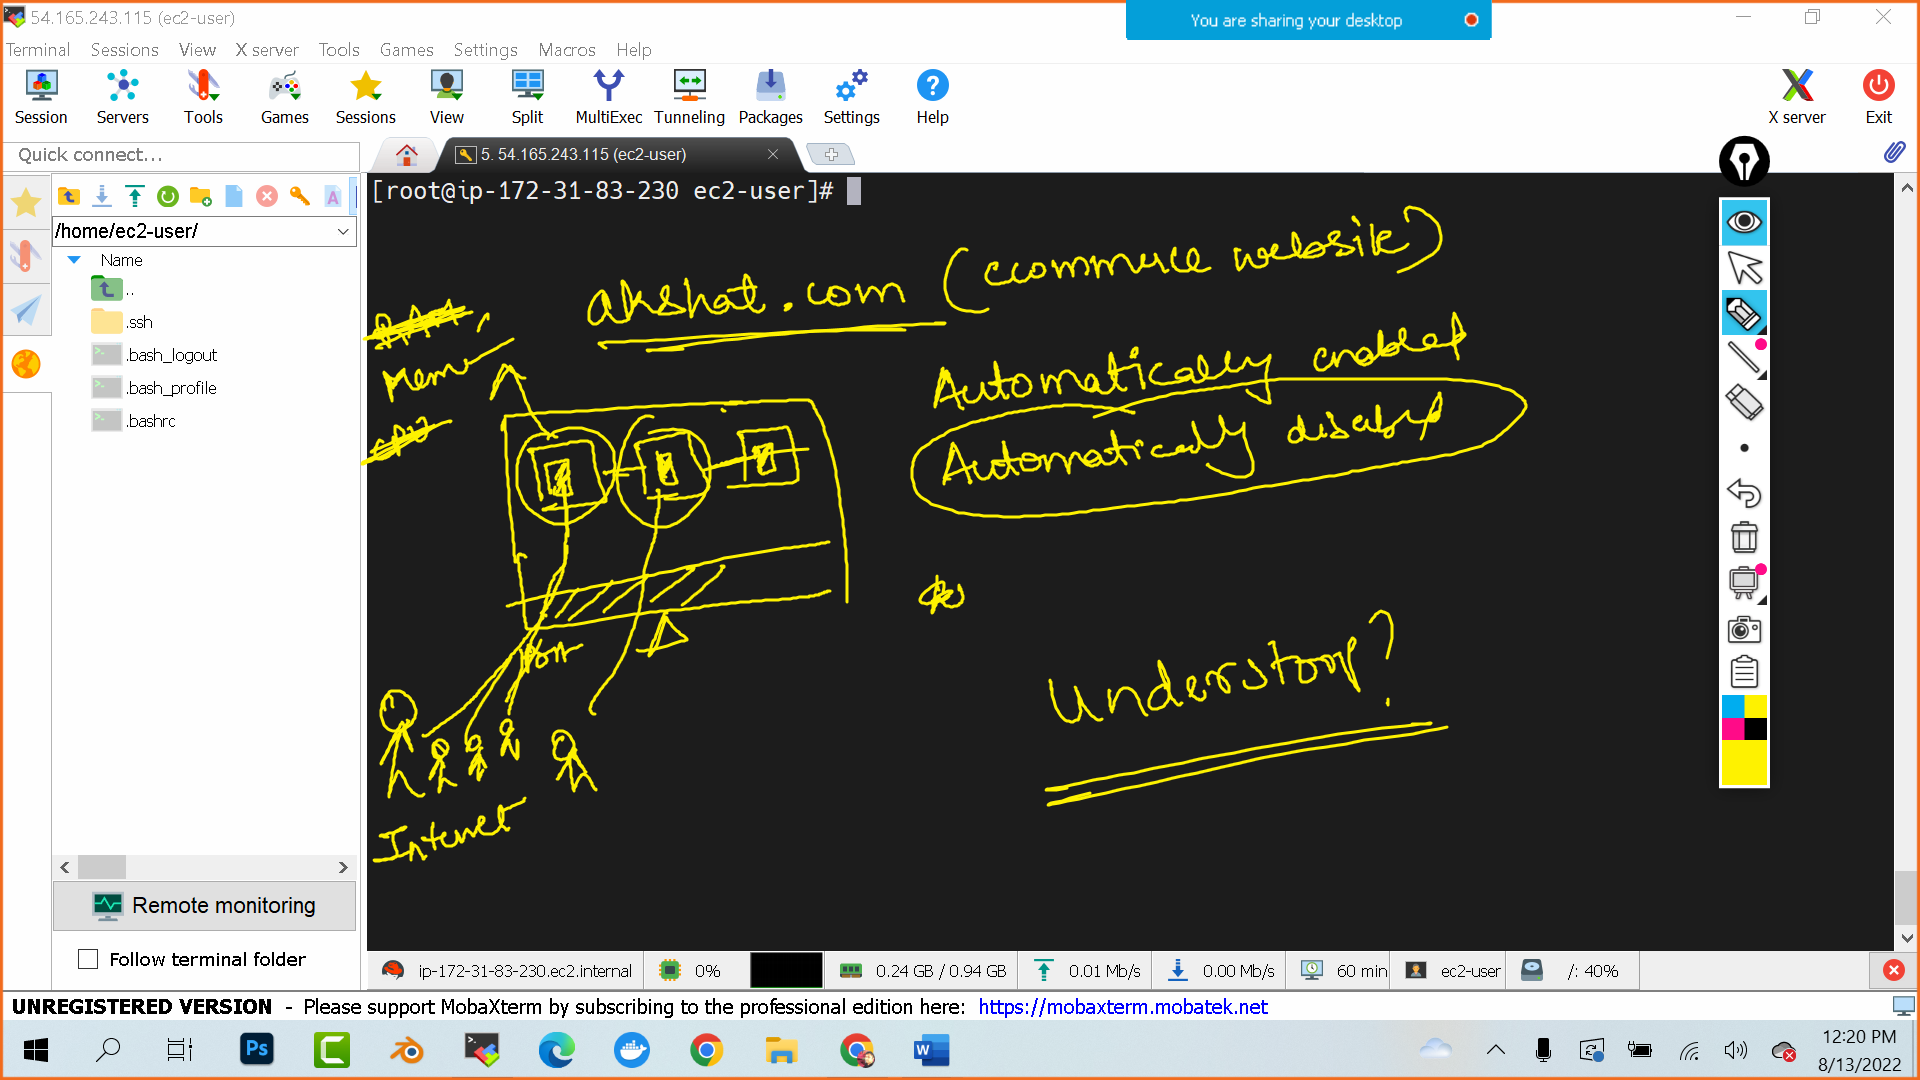 54.165.243.115 (ec2-user)
You are sharing your desktop
Terminal Sessions View X server Tools Games Settings Macros Help
Session Servers Tools Games Sessions View Split MultiExec Tunneling Packages Settings Help X server Exit
Quick connect...
5. 54.165.243.115 (ec2-user)
/home/ec2-user/
Name
..
.ssh
.bash_logout
.bash_profile
.bashrc
[root@ip-172-31-83-230 ec2-user]#
akshat.com (ecommerce website)
RAM,
Mem
CPU
Automatically enabled
Automatically disabled
Port
Internet
Understoop?
Remote monitoring
Follow terminal folder
ip-172-31-83-230.ec2.internal 0% 0.24 GB / 0.94 GB 0.01 Mb/s 0.00 Mb/s 60 min ec2-user /: 40%
UNREGISTERED VERSION - Please support MobaXterm by subscribing to the professional edition here: https://mobaxterm.mobatek.net
Ps
C
W
12:20 PM
8/13/2022